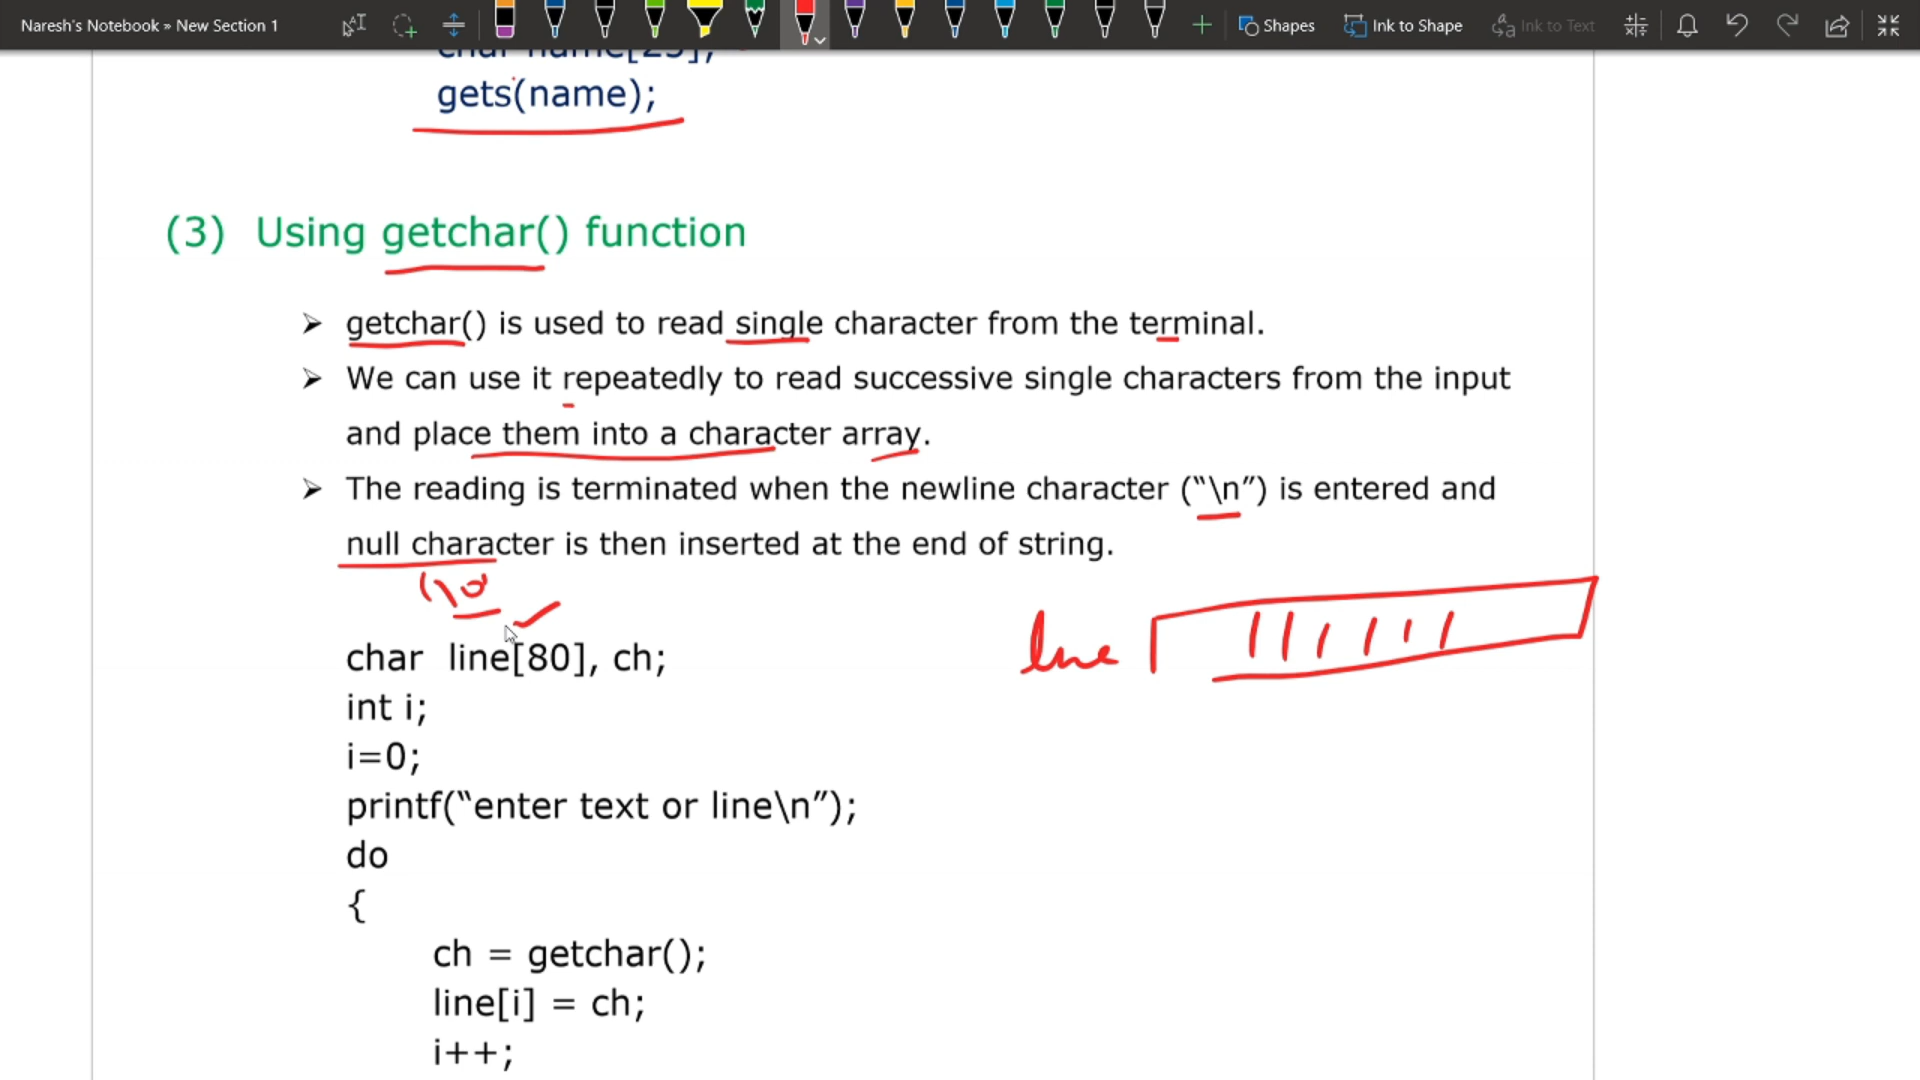 Naresh's Notebook » New Section 1
Shapes
Ink to Shape
Ink to Text
char name[25];
gets(name);
(3) Using getchar() function
➤ getchar() is used to read single character from the terminal.
➤ We can use it repeatedly to read successive single characters from the input
and place them into a character array.
➤ The reading is terminated when the newline character (“\n”) is entered and
null character is then inserted at the end of string.
line
char line[80], ch;
int i;
i=0;
printf(“enter text or line\n”);
do
{
ch = getchar();
line[i] = ch;
i++;